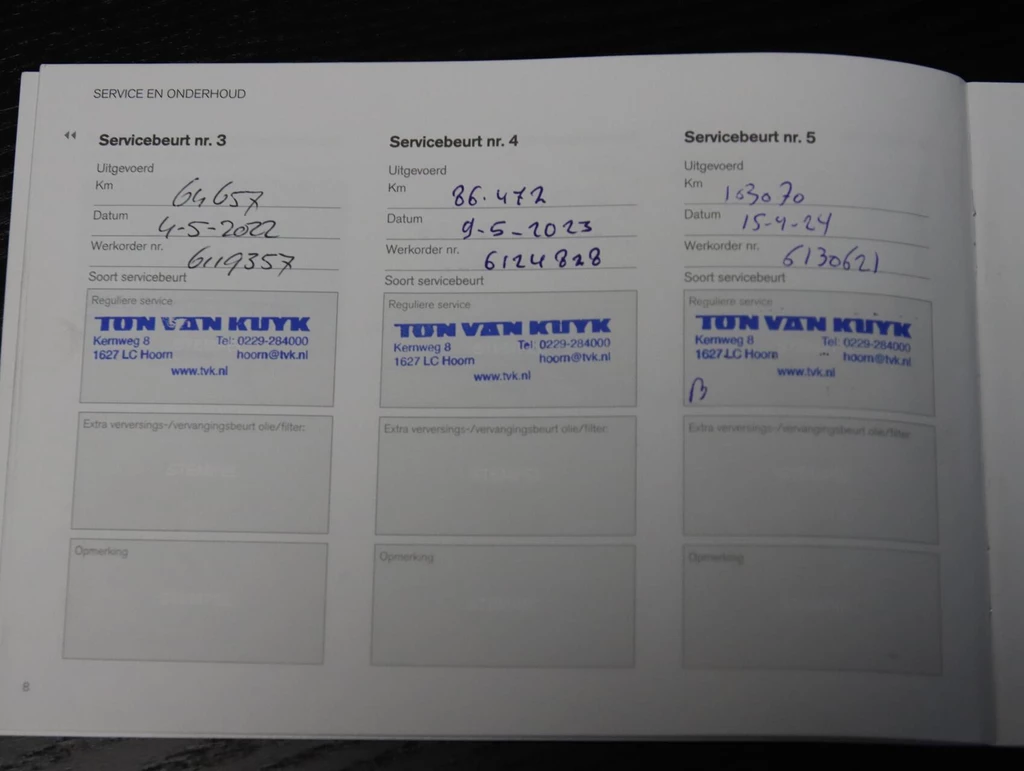 SERVICE EN ONDERHOUD
Servicebeurt nr. 3
Uitgevoerd
Km 64657
Datum 4-5-2022
Werkorder nr. 6119357
Soort servicebeurt
Reguliere service
TON VAN KUYK
Kernweg 8 Tel: 0229-284000
1627 LC Hoorn hoorn@tvk.nl
www.tvk.nl
Extra verversings-/vervangingsbeurt olie/filter:
Opmerking
Servicebeurt nr. 4
Uitgevoerd
Km 86.472
Datum 9-5-2023
Werkorder nr. 6124828
Soort servicebeurt
Reguliere service
TON VAN KUYK
Kernweg 8 Tel: 0229-284000
1627 LC Hoorn hoorn@tvk.nl
www.tvk.nl
Extra verversings-/vervangingsbeurt olie/filter:
Opmerking
Servicebeurt nr. 5
Uitgevoerd
Km 103070
Datum 15-4-24
Werkorder nr. 6130621
Soort servicebeurt
Reguliere service
TON VAN KUYK
Kernweg 8 Tel: 0229-284000
1627 LC Hoorn hoorn@tvk.nl
www.tvk.nl
B
Extra verversings-/vervangingsbeurt olie/filter:
Opmerking
8